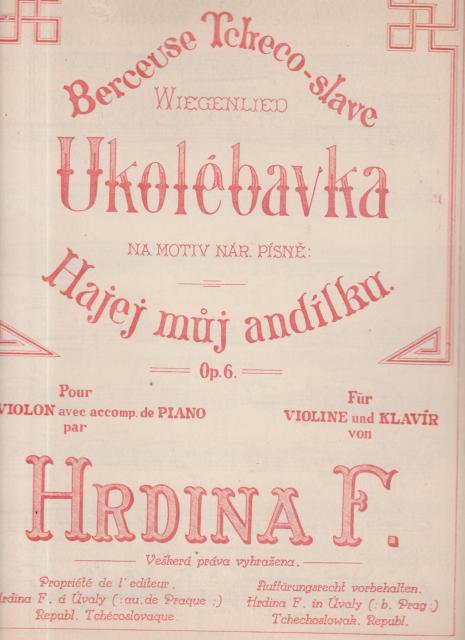 Berceuse Tcheco-slave
WIEGENLIED
Ukolébavka
NA MOTIV NÁR. PÍSNĚ:
Hajej můj andílku.
Op. 6.
Pour
VIOLON avec accomp. de PIANO
par
Für
VIOLINE und KLAVÍR
von
HRDINA F.
Veškerá práva vyhražena.
Propriété de l' editeur,
Hrdina F. á Úvaly (: au. de Praque :)
Republ. Tchécoslovaque.
Auffürungsrecht vorbehalten.
Hrdina F. in Úvaly (: b. Prag :)
Tchechoslowak. Republ.